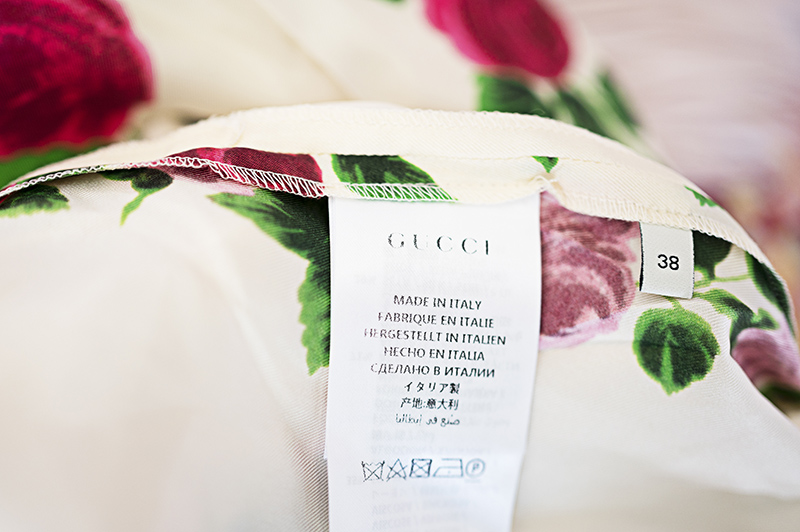 GUCCI
38
MADE IN ITALY
FABRIQUE EN ITALIE
HERGESTELLT IN ITALIEN
HECHO EN ITALIA
СДЕЛАНО В ИТАЛИИ
イタリア製
产地:意大利
صنع في إيطاليا